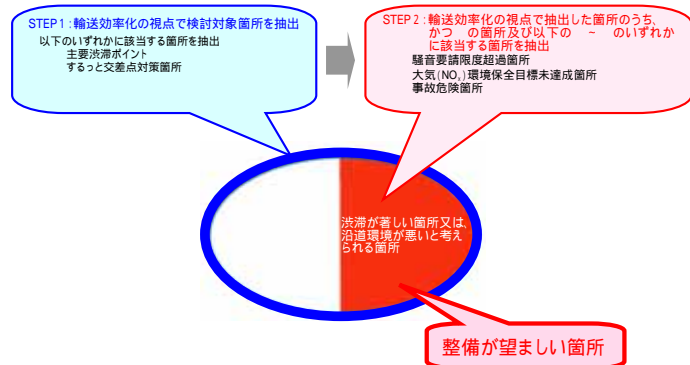 STEP1：輸送効率化の視点で検討対象箇所を抽出
以下のいずれかに該当する箇所を抽出
主要渋滞ポイント
するっと交差点対策箇所
STEP2：輸送効率化の視点で抽出した箇所のうち、
かつ の箇所及び以下の ～ のいずれか
に該当する箇所を抽出
騒音要請限度超過箇所
大気(NO₂)環境保全目標未達成箇所
事故危険箇所
渋滞が著しい箇所又は、
沿道環境が悪いと考え
られる箇所
整備が望ましい箇所